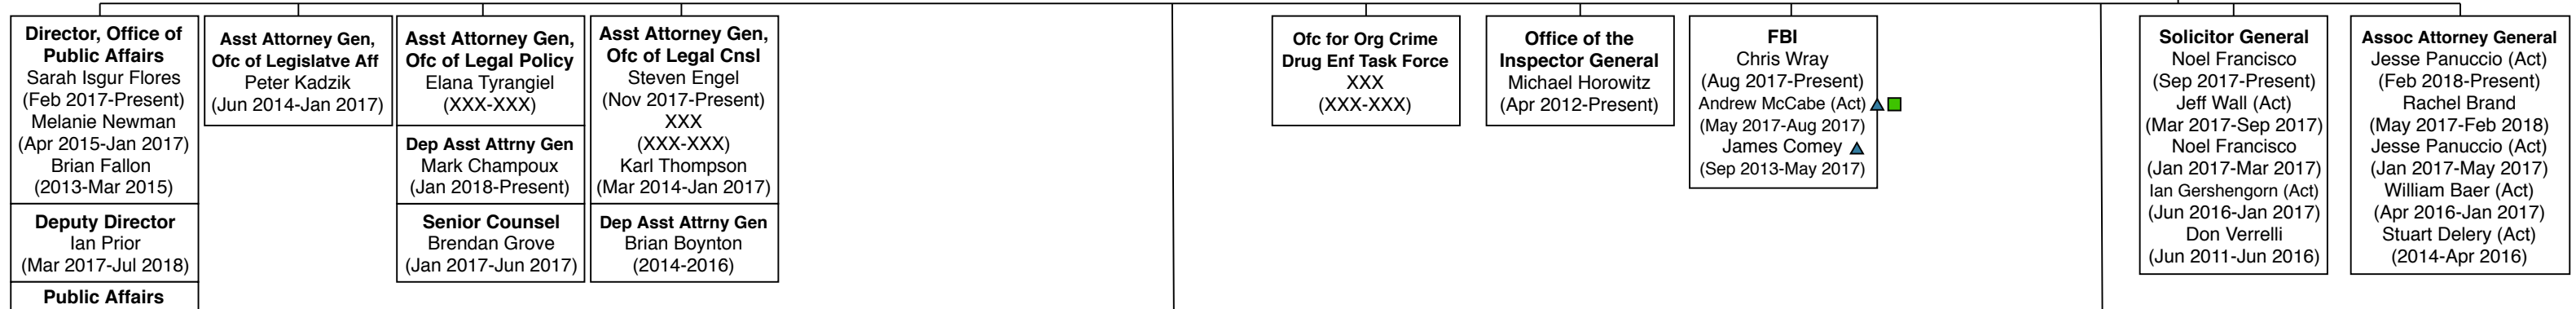 Director, Office of
Public Affairs
Sarah Isgur Flores
(Feb 2017-Present)
Melanie Newman
(Apr 2015-Jan 2017)
Brian Fallon
(2013-Mar 2015)
Deputy Director
Ian Prior
(Mar 2017-Jul 2018)
Public Affairs
Asst Attorney Gen,
Ofc of Legislatve Aff
Peter Kadzik
(Jun 2014-Jan 2017)
Asst Attorney Gen,
Ofc of Legal Policy
Elana Tyrangiel
(XXX-XXX)
Dep Asst Attrny Gen
Mark Champoux
(Jan 2018-Present)
Senior Counsel
Brendan Grove
(Jan 2017-Jun 2017)
Asst Attorney Gen,
Ofc of Legal Cnsl
Steven Engel
(Nov 2017-Present)
XXX
(XXX-XXX)
Karl Thompson
(Mar 2014-Jan 2017)
Dep Asst Attrny Gen
Brian Boynton
(2014-2016)
Ofc for Org Crime
Drug Enf Task Force
XXX
(XXX-XXX)
Office of the
Inspector General
Michael Horowitz
(Apr 2012-Present)
FBI
Chris Wray
(Aug 2017-Present)
Andrew McCabe (Act)
(May 2017-Aug 2017)
James Comey
(Sep 2013-May 2017)
Solicitor General
Noel Francisco
(Sep 2017-Present)
Jeff Wall (Act)
(Mar 2017-Sep 2017)
Noel Francisco
(Jan 2017-Mar 2017)
Ian Gershengorn (Act)
(Jun 2016-Jan 2017)
Don Verrelli
(Jun 2011-Jun 2016)
Assoc Attorney General
Jesse Panuccio (Act)
(Feb 2018-Present)
Rachel Brand
(May 2017-Feb 2018)
Jesse Panuccio (Act)
(Jan 2017-May 2017)
William Baer (Act)
(Apr 2016-Jan 2017)
Stuart Delery (Act)
(2014-Apr 2016)